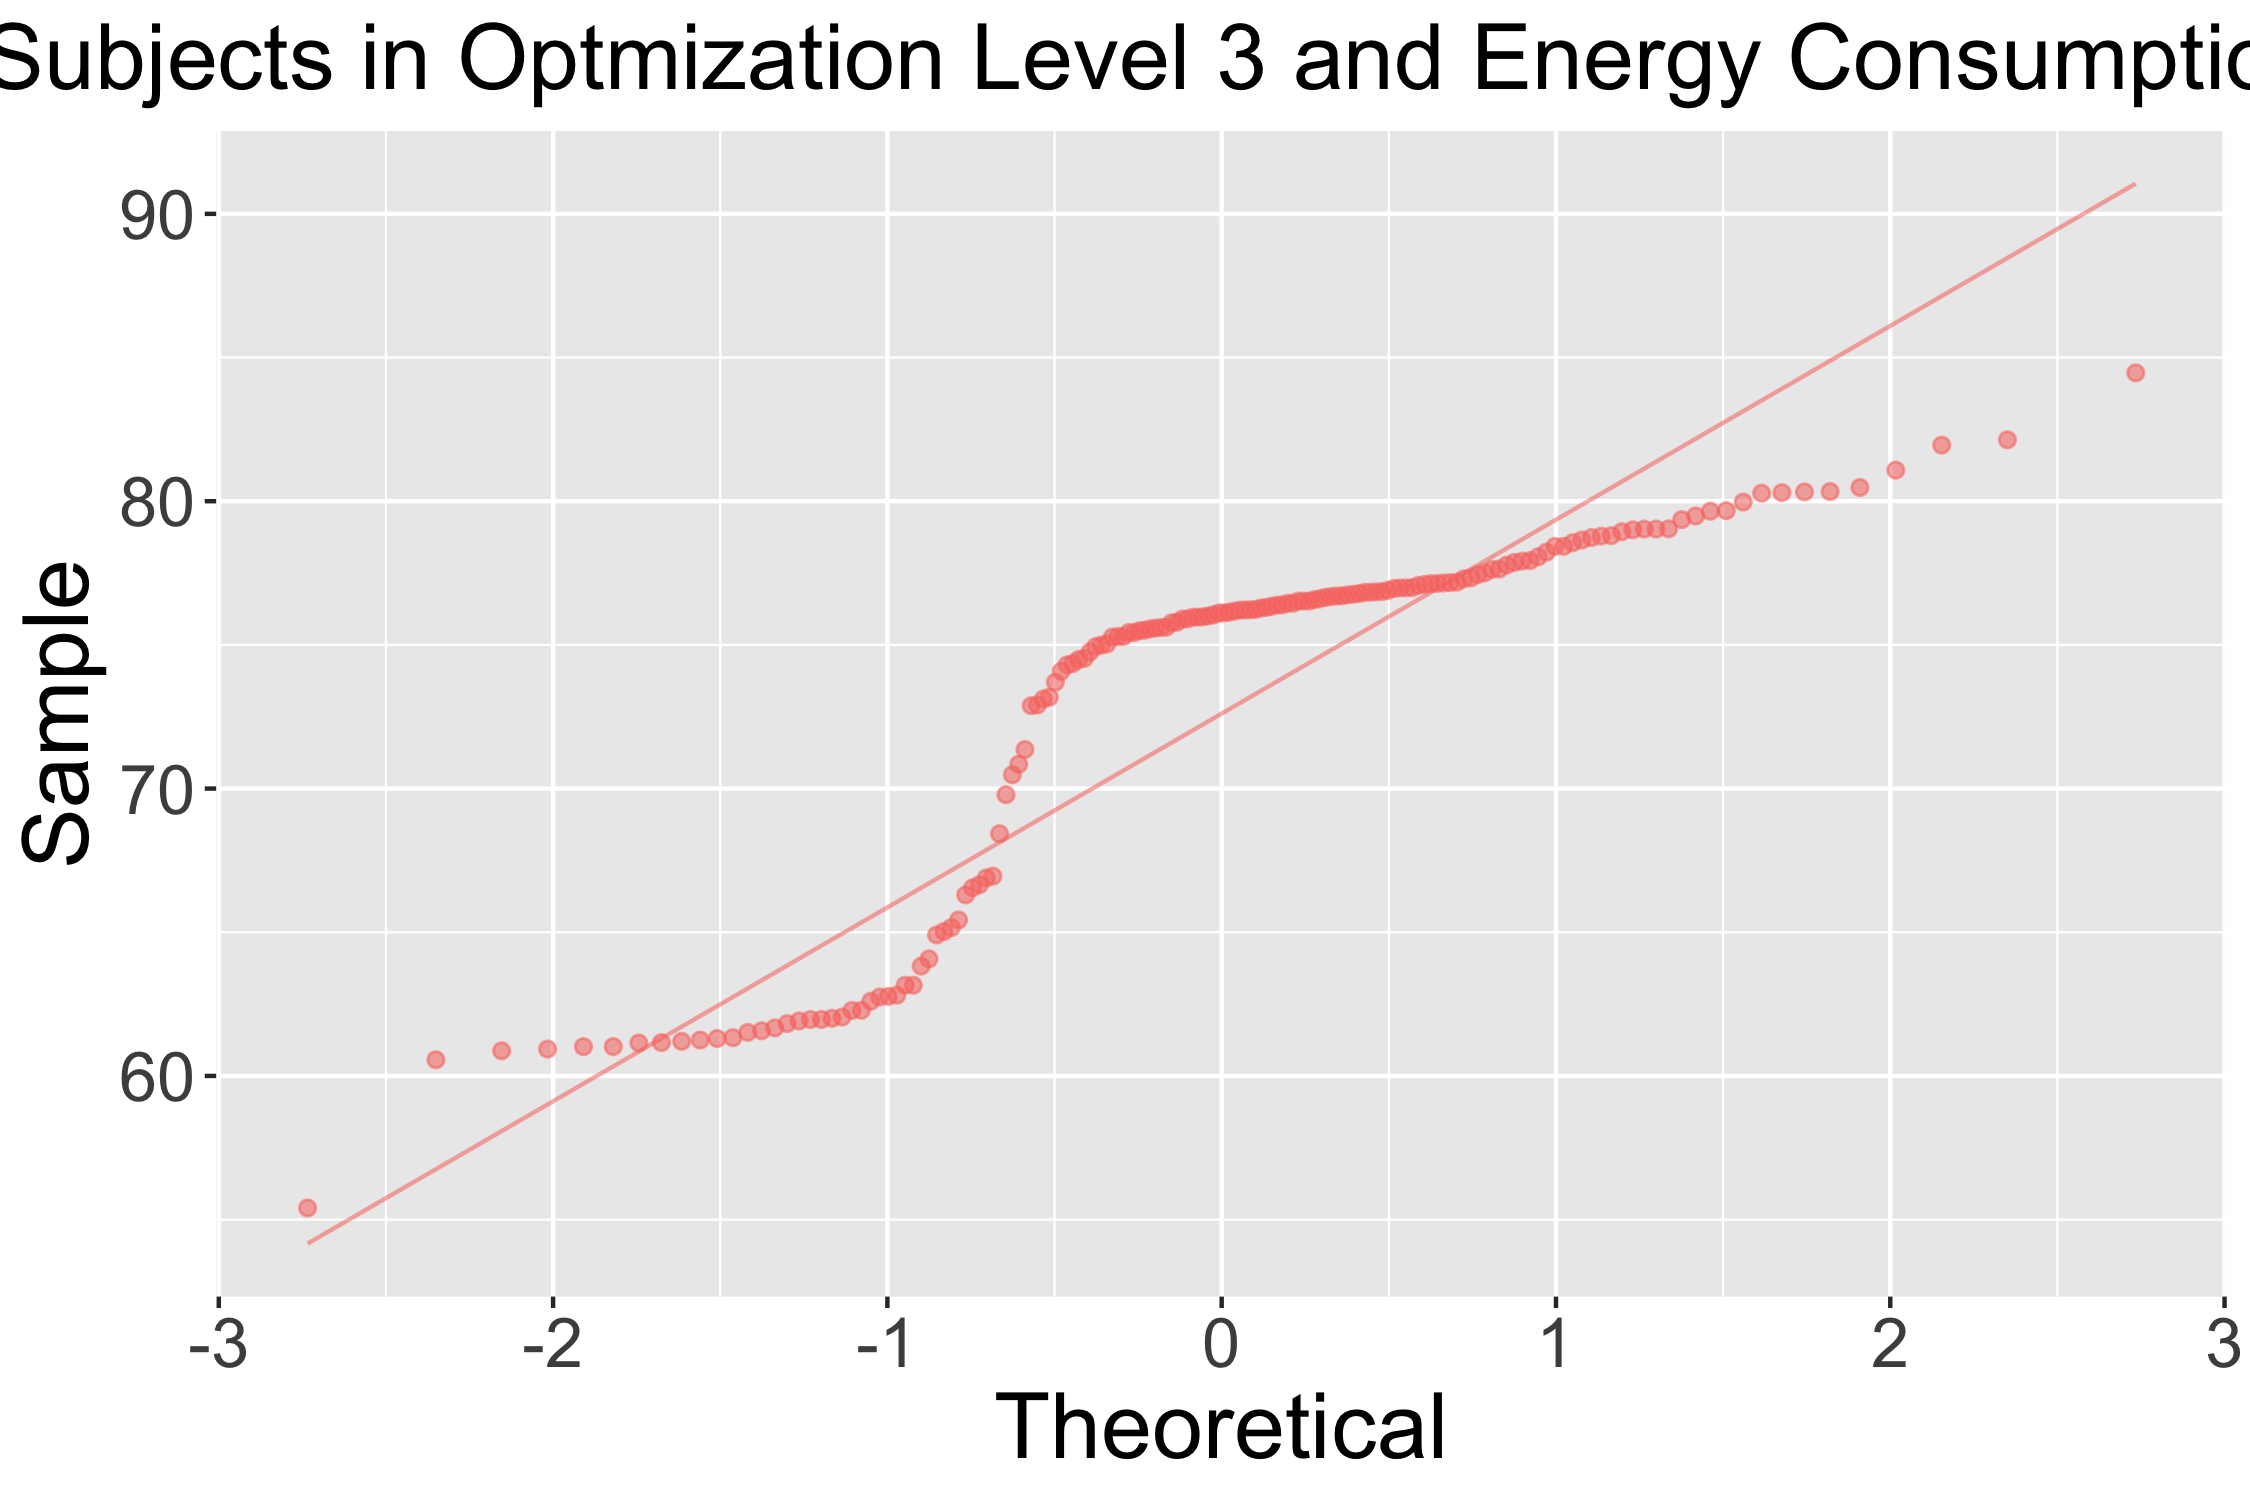 Subjects in Optmization Level 3 and Energy Consumptio
90
80
70
60
Sample
-3 -2 -1 0 1 2 3
Theoretical